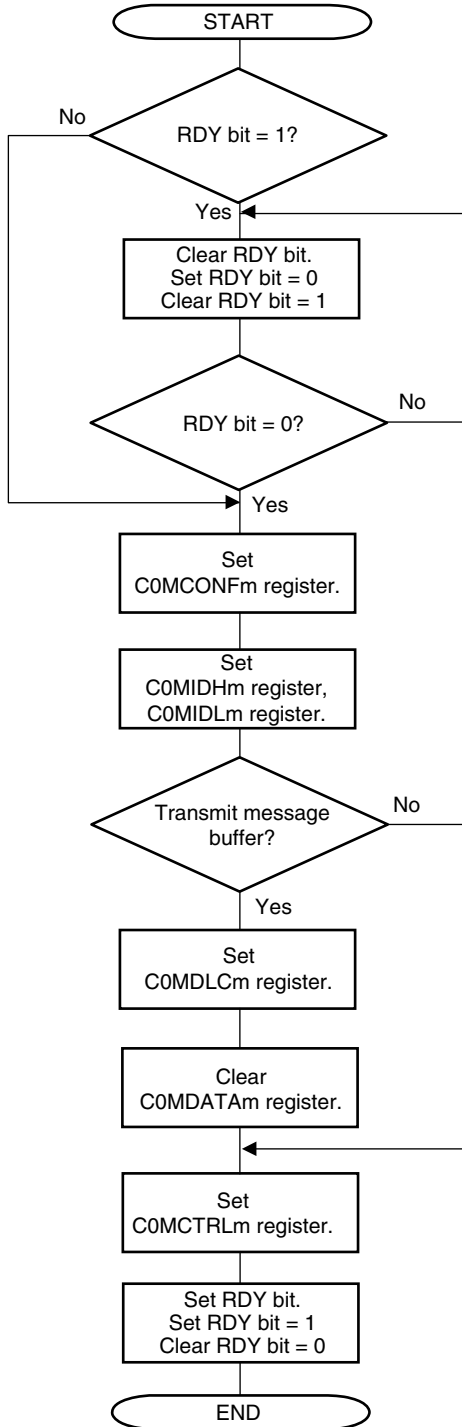 START
No
RDY bit = 1?
Yes
Clear RDY bit.
Set RDY bit = 0
Clear RDY bit = 1
RDY bit = 0?
No
Yes
Set
C0MCONFm register.
Set
C0MIDHm register,
C0MIDLm register.
Transmit message
buffer?
No
Yes
Set
C0MDLCm register.
Clear
C0MDATAm register.
Set
C0MCTRLm register.
Set RDY bit.
Set RDY bit = 1
Clear RDY bit = 0
END